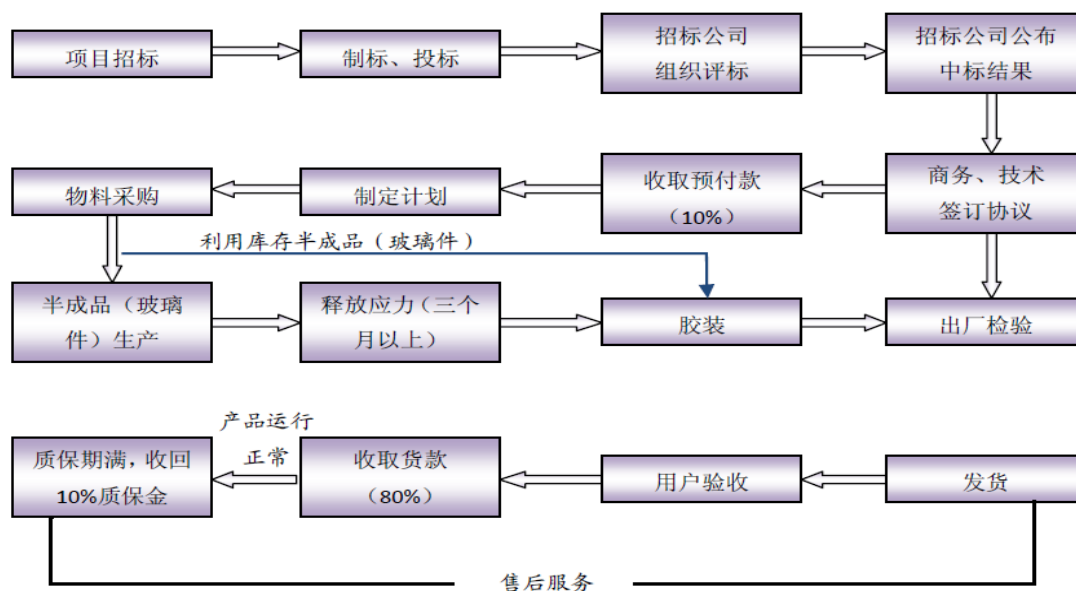 项目招标
制标、投标
招标公司
组织评标
招标公司公布
中标结果
物料采购
制定计划
收取预付款
（10%）
商务、技术
签订协议
利用库存半成品（玻璃件）
半成品（玻璃
件）生产
释放应力（三个
月以上）
胶装
出厂检验
产品运行
正常
质保期满，收回
10%质保金
收取货款
（80%）
用户验收
发货
售后服务